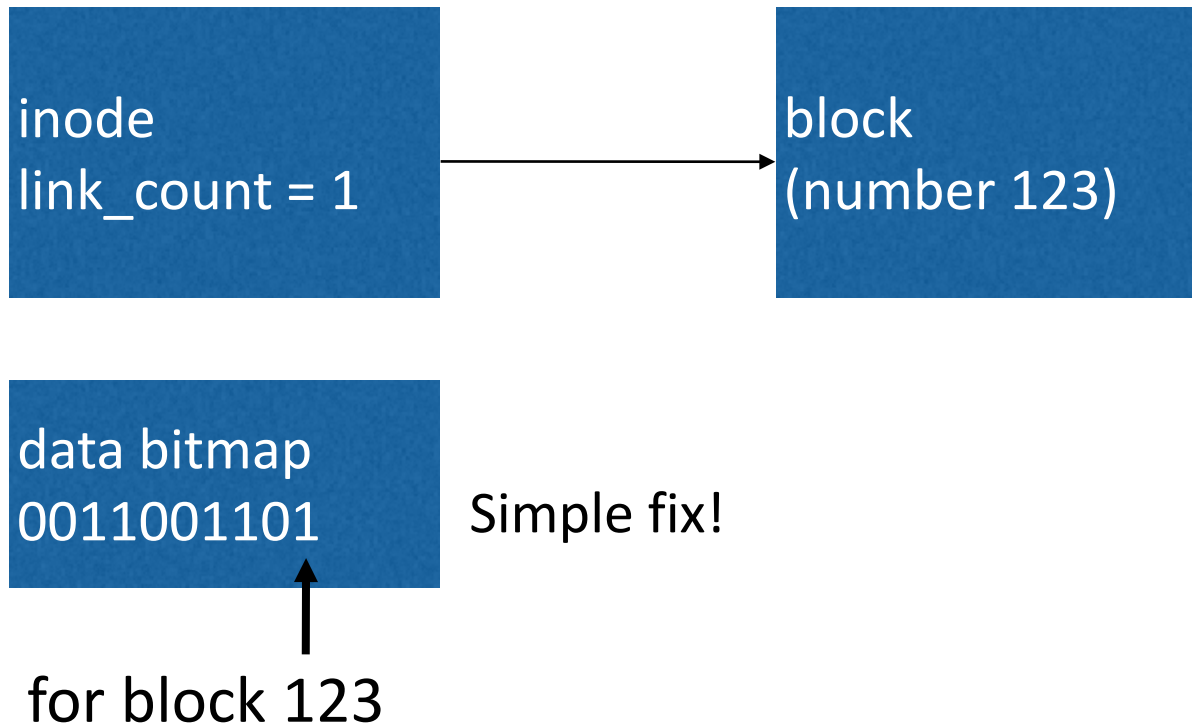 inode
link_count = 1
block
(number 123)
data bitmap
0011001101
Simple fix!
for block 123